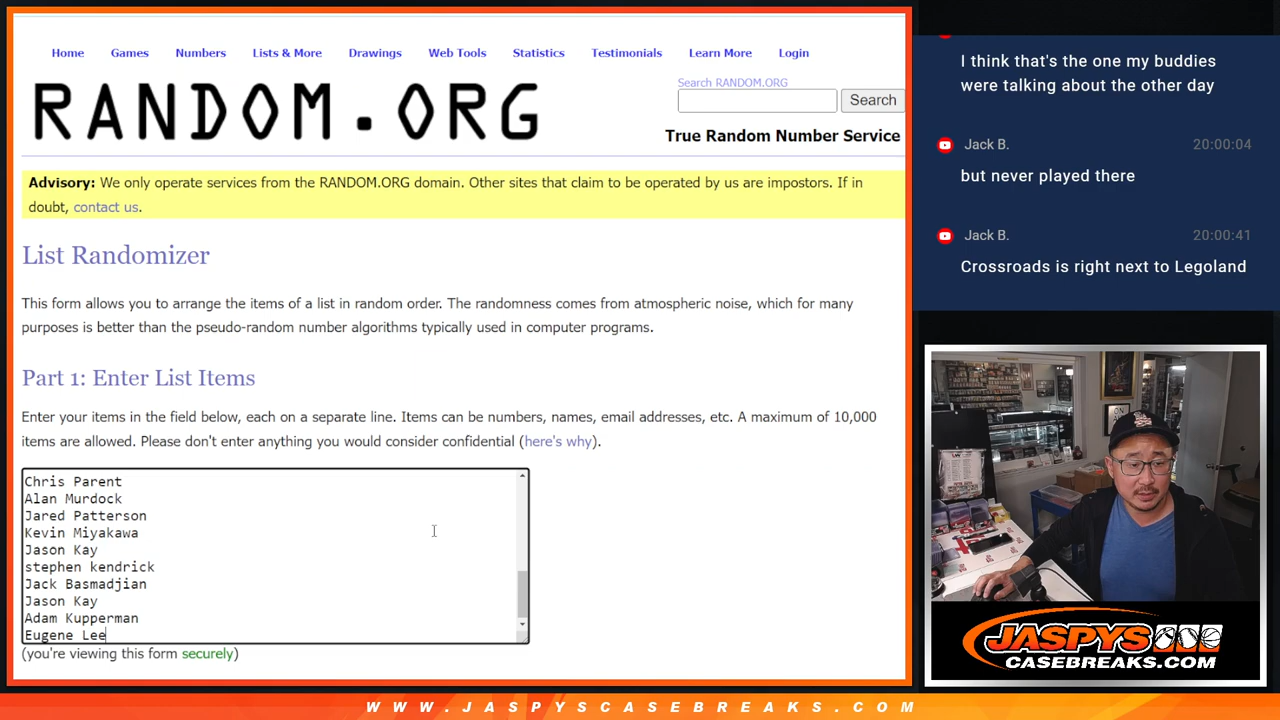 Home Games Numbers Lists & More Drawings Web Tools Statistics Testimonials Learn More Login
RANDOM.ORG
Search RANDOM.ORG
Search
True Random Number Service
Advisory: We only operate services from the RANDOM.ORG domain. Other sites that claim to be operated by us are impostors. If in
doubt, contact us.
List Randomizer
This form allows you to arrange the items of a list in random order. The randomness comes from atmospheric noise, which for many
purposes is better than the pseudo-random number algorithms typically used in computer programs.
Part 1: Enter List Items
Enter your items in the field below, each on a separate line. Items can be numbers, names, email addresses, etc. A maximum of 10,000
items are allowed. Please don't enter anything you would consider confidential (here's why).
Chris Parent
Alan Murdock
Jared Patterson
Kevin Miyakawa
Jason Kay
stephen kendrick
Jack Basmadjian
Jason Kay
Adam Kupperman
Eugene Lee
(you're viewing this form securely)
I think that's the one my buddies
were talking about the other day
Jack B. 20:00:04
but never played there
Jack B. 20:00:41
Crossroads is right next to Legoland
JASPYS
CASEBREAKS.COM
WWW.JASPYSCASEBREAKS.COM